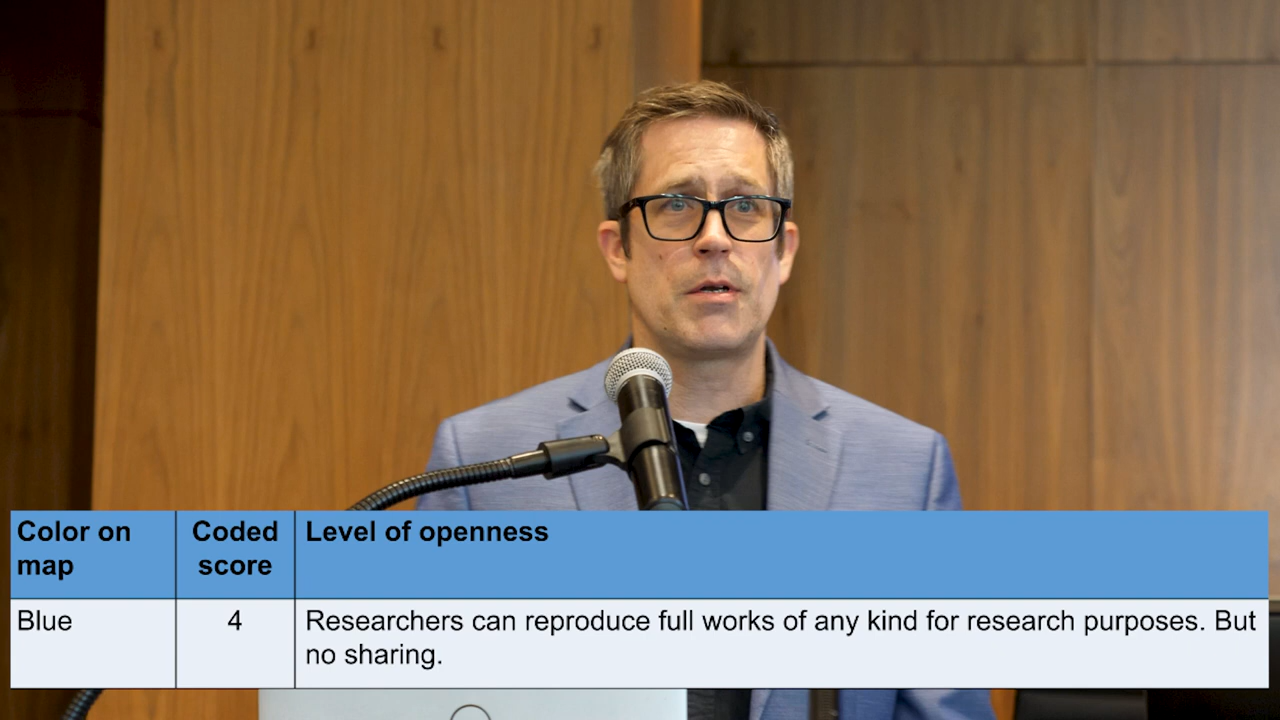 Color on map	Coded score	Level of openness
Blue	4	Researchers can reproduce full works of any kind for research purposes. But
no sharing.